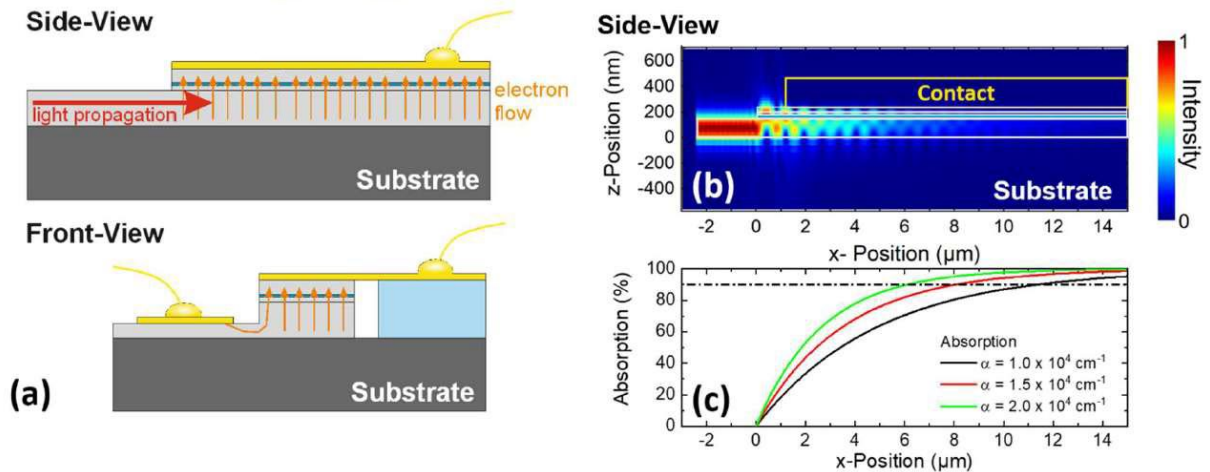 Side-View
electron
flow
light propagation
Substrate
Front-View
Substrate
(a)
Side-View
z-Position (nm)
600
400
200
0
-200
-400
Contact
(b)
Substrate
-2 0 2 4 6 8 10 12 14
x- Position (µm)
1
Intensity
0
Absorption (%)
100
80
60
40
20
0
Absorption
α = 1.0 x 10⁴ cm⁻¹
α = 1.5 x 10⁴ cm⁻¹
α = 2.0 x 10⁴ cm⁻¹
(c)
-2 0 2 4 6 8 10 12 14
x-Position (µm)